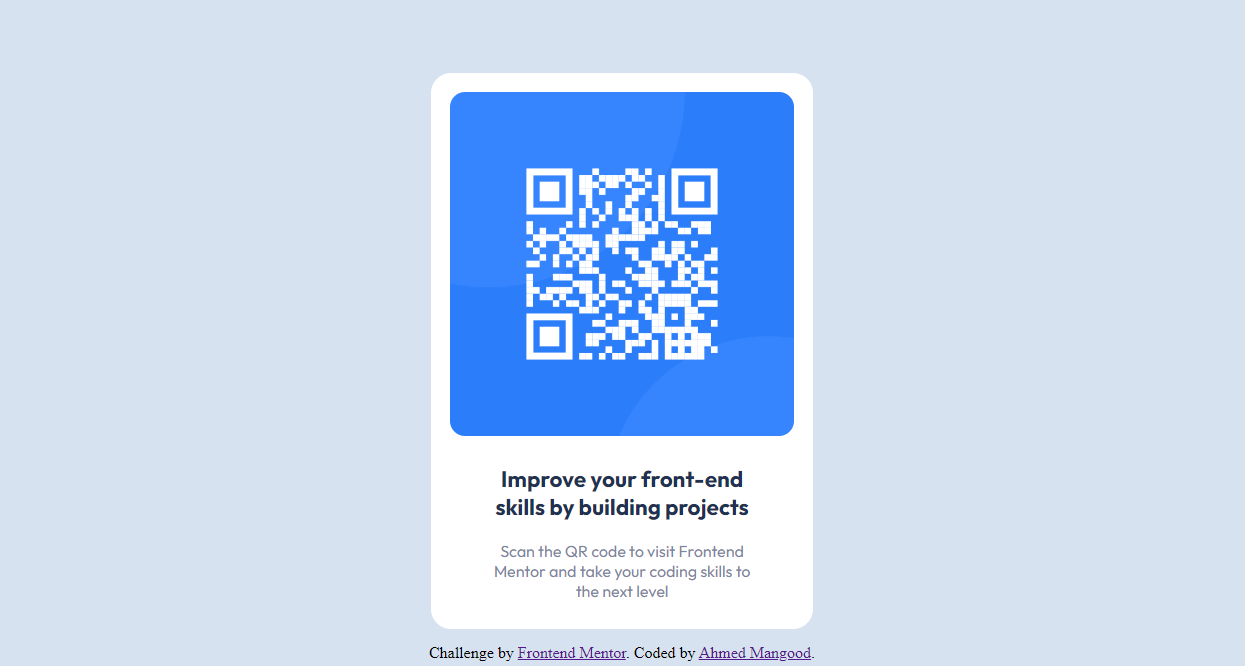 Improve your front-end
skills by building projects
Scan the QR code to visit Frontend
Mentor and take your coding skills to
the next level
Challenge by Frontend Mentor. Coded by Ahmed Mangood.